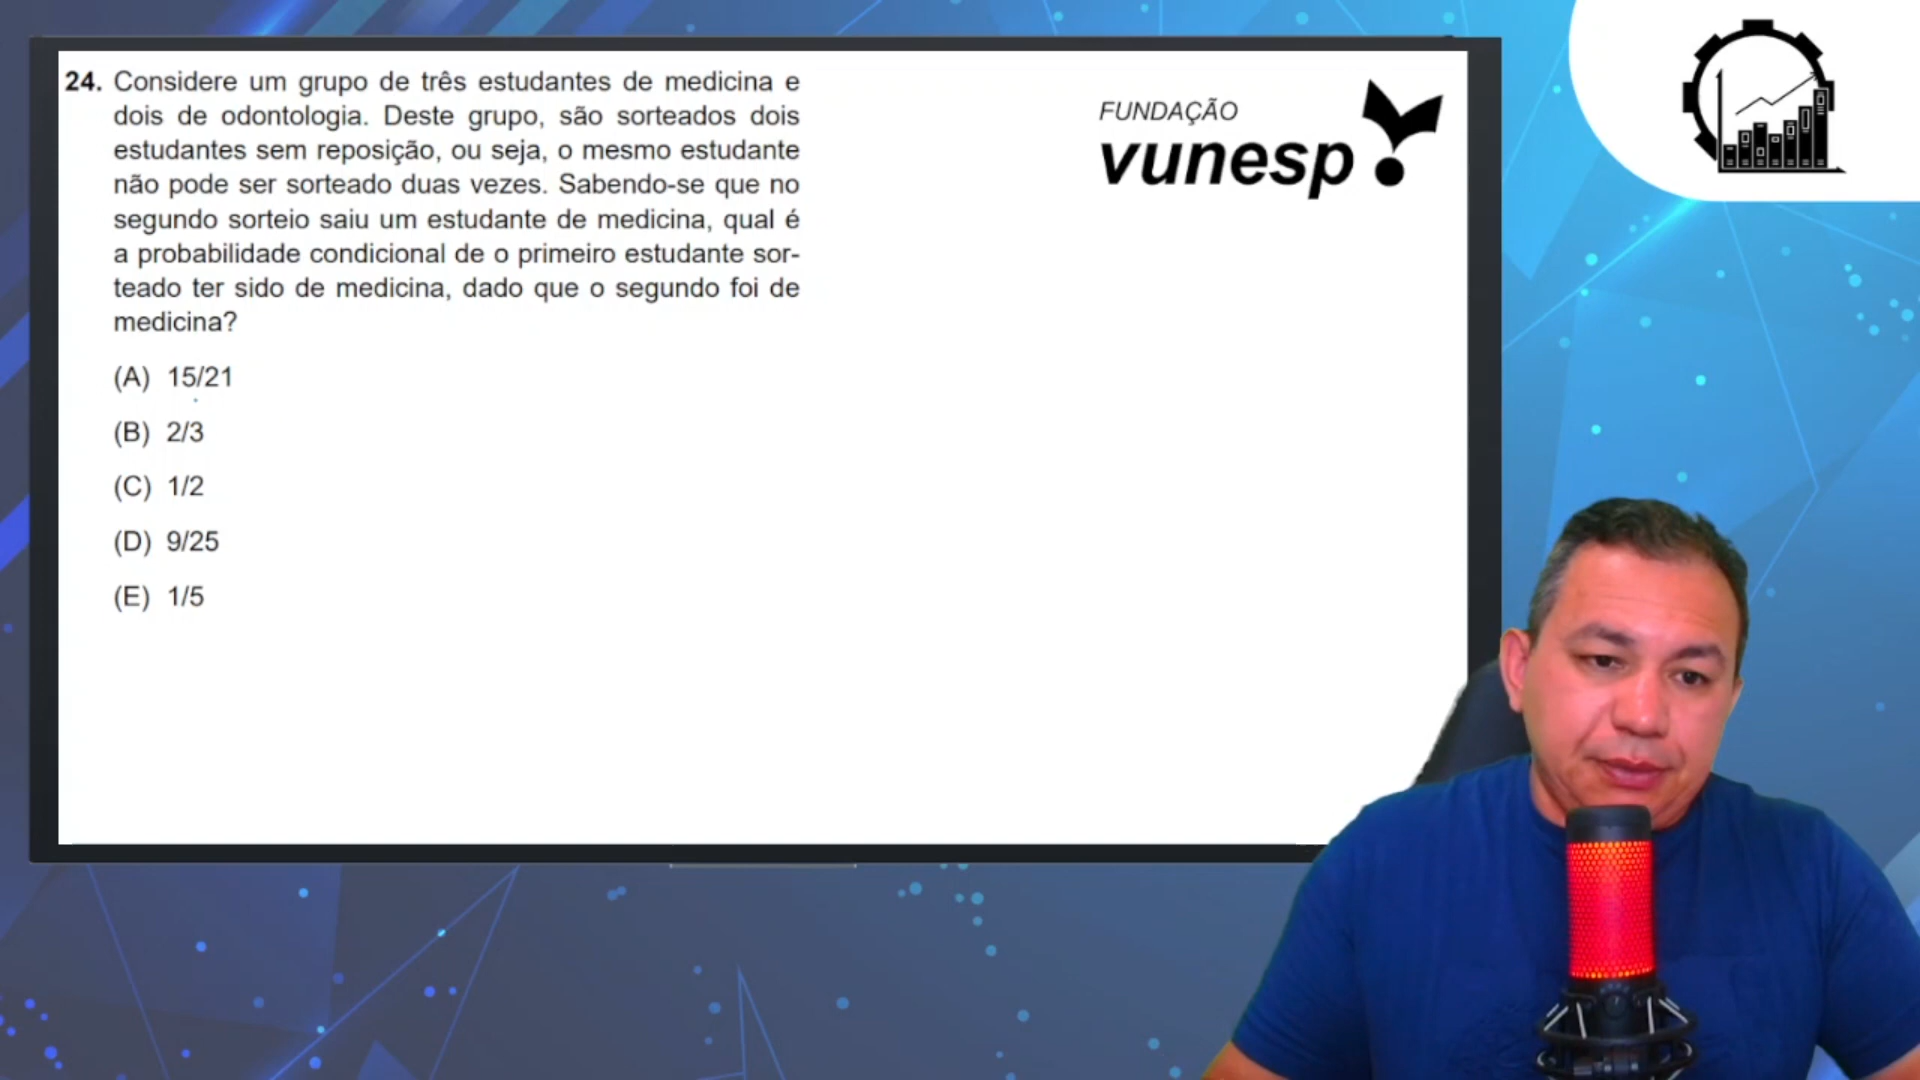 24. Considere um grupo de três estudantes de medicina e
dois de odontologia. Deste grupo, são sorteados dois
estudantes sem reposição, ou seja, o mesmo estudante
não pode ser sorteado duas vezes. Sabendo-se que no
segundo sorteio saiu um estudante de medicina, qual é
a probabilidade condicional de o primeiro estudante sor-
teado ter sido de medicina, dado que o segundo foi de
medicina?
(A) 15/21
(B) 2/3
(C) 1/2
(D) 9/25
(E) 1/5
FUNDAÇÃO
vunesp